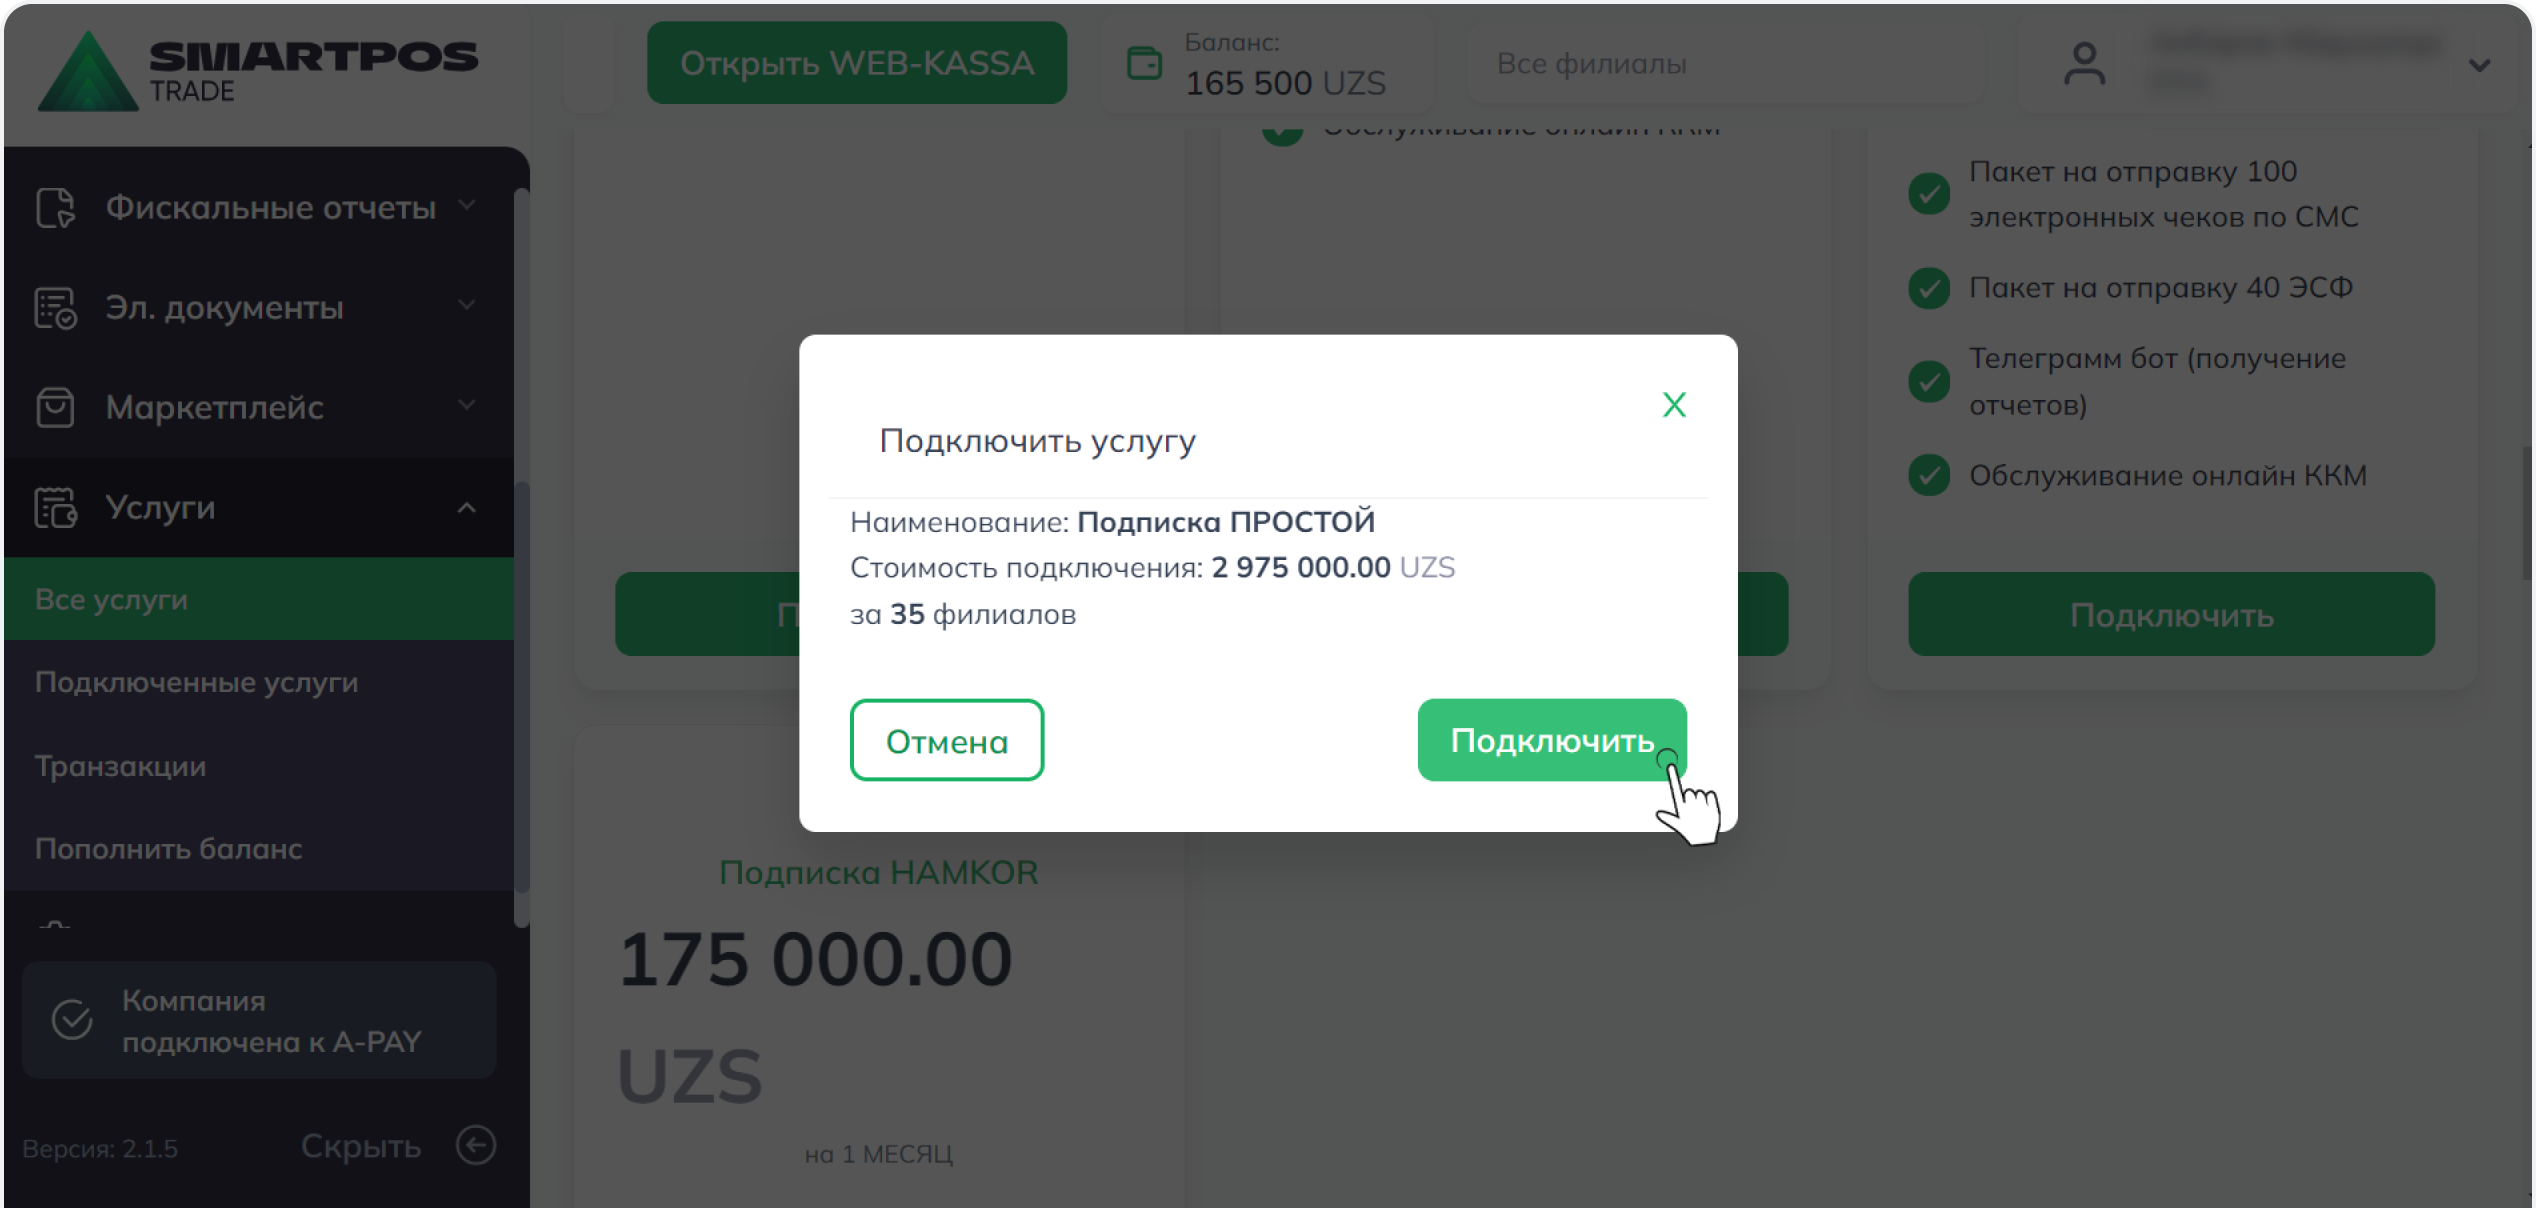 SMARTPOS
TRADE
Открыть WEB-KASSA
Баланс:
165 500 UZS
Все филиалы
Фискальные отчеты
Эл. документы
Маркетплейс
Услуги
Все услуги
Подключенные услуги
Транзакции
Пополнить баланс
Компания
подключена к A-PAY
Версия: 2.1.5
Скрыть
Обслуживание онлайн ККМ
Пакет на отправку 100
электронных чеков по СМС
Пакет на отправку 40 ЭСФ
Телеграмм бот (получение
отчетов)
Обслуживание онлайн ККМ
Подключить
Подключить услугу
X
Наименование: Подписка ПРОСТОЙ
Стоимость подключения: 2 975 000.00 UZS
за 35 филиалов
Отмена
Подключить
Подписка HAMKOR
175 000.00
UZS
на 1 МЕСЯЦ